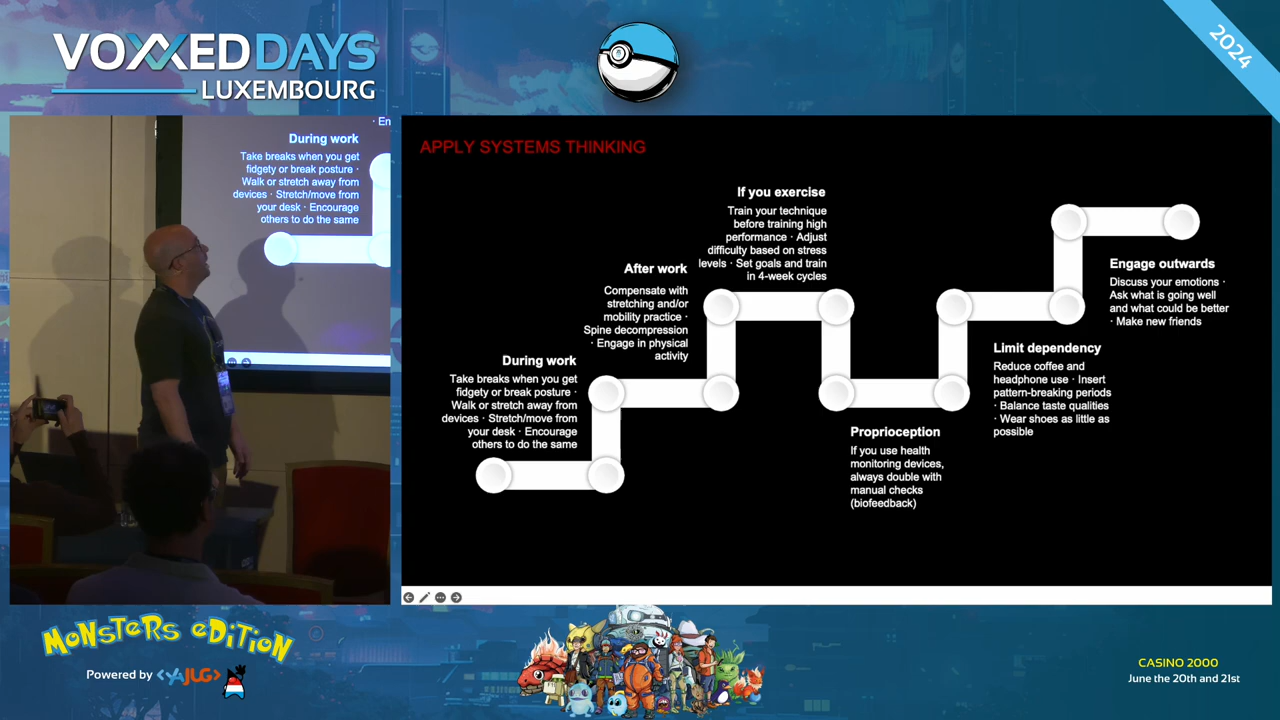 VOXXED DAYS
LUXEMBOURG
2024
· En
During work
Take breaks when you get
fidgety or break posture ·
Walk or stretch away from
devices · Stretch/move from
your desk · Encourage
others to do the same
APPLY SYSTEMS THINKING
If you exercise
Train your technique
before training high
performance · Adjust
difficulty based on stress
levels · Set goals and train
in 4-week cycles
After work
Compensate with
stretching and/or
mobility practice ·
Spine decompression
· Engage in physical
activity
During work
Take breaks when you get
fidgety or break posture ·
Walk or stretch away from
devices · Stretch/move from
your desk · Encourage
others to do the same
Proprioception
If you use health
monitoring devices,
always double with
manual checks
(biofeedback)
Limit dependency
Reduce coffee and
headphone use · Insert
pattern-breaking periods
· Balance taste qualities
· Wear shoes as little as
possible
Engage outwards
Discuss your emotions ·
Ask what is going well
and what could be better
· Make new friends
MONSTERS EDITION
Powered by <YAJUG>
CASINO 2000
June the 20th and 21st